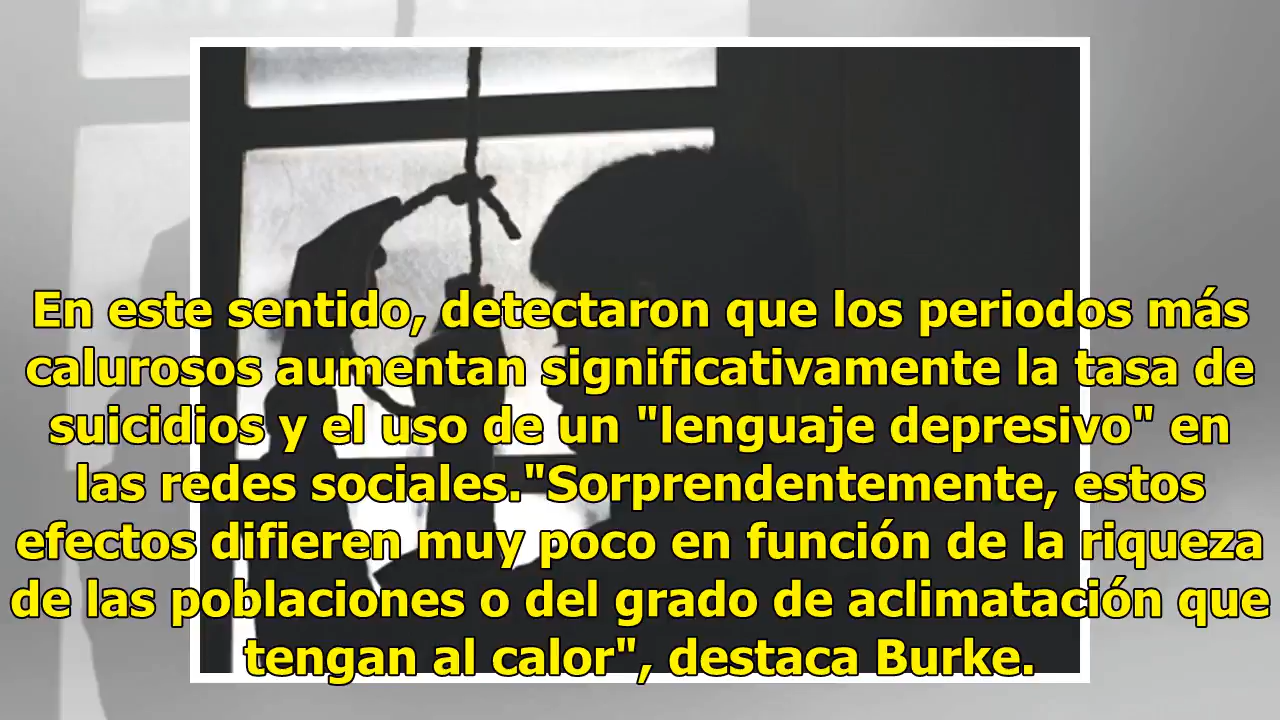 En este sentido, detectaron que los periodos más
calurosos aumentan significativamente la tasa de
suicidios y el uso de un "lenguaje depresivo" en
las redes sociales."Sorprendentemente, estos
efectos difieren muy poco en función de la riqueza
de las poblaciones o del grado de aclimatación que
tengan al calor", destaca Burke.